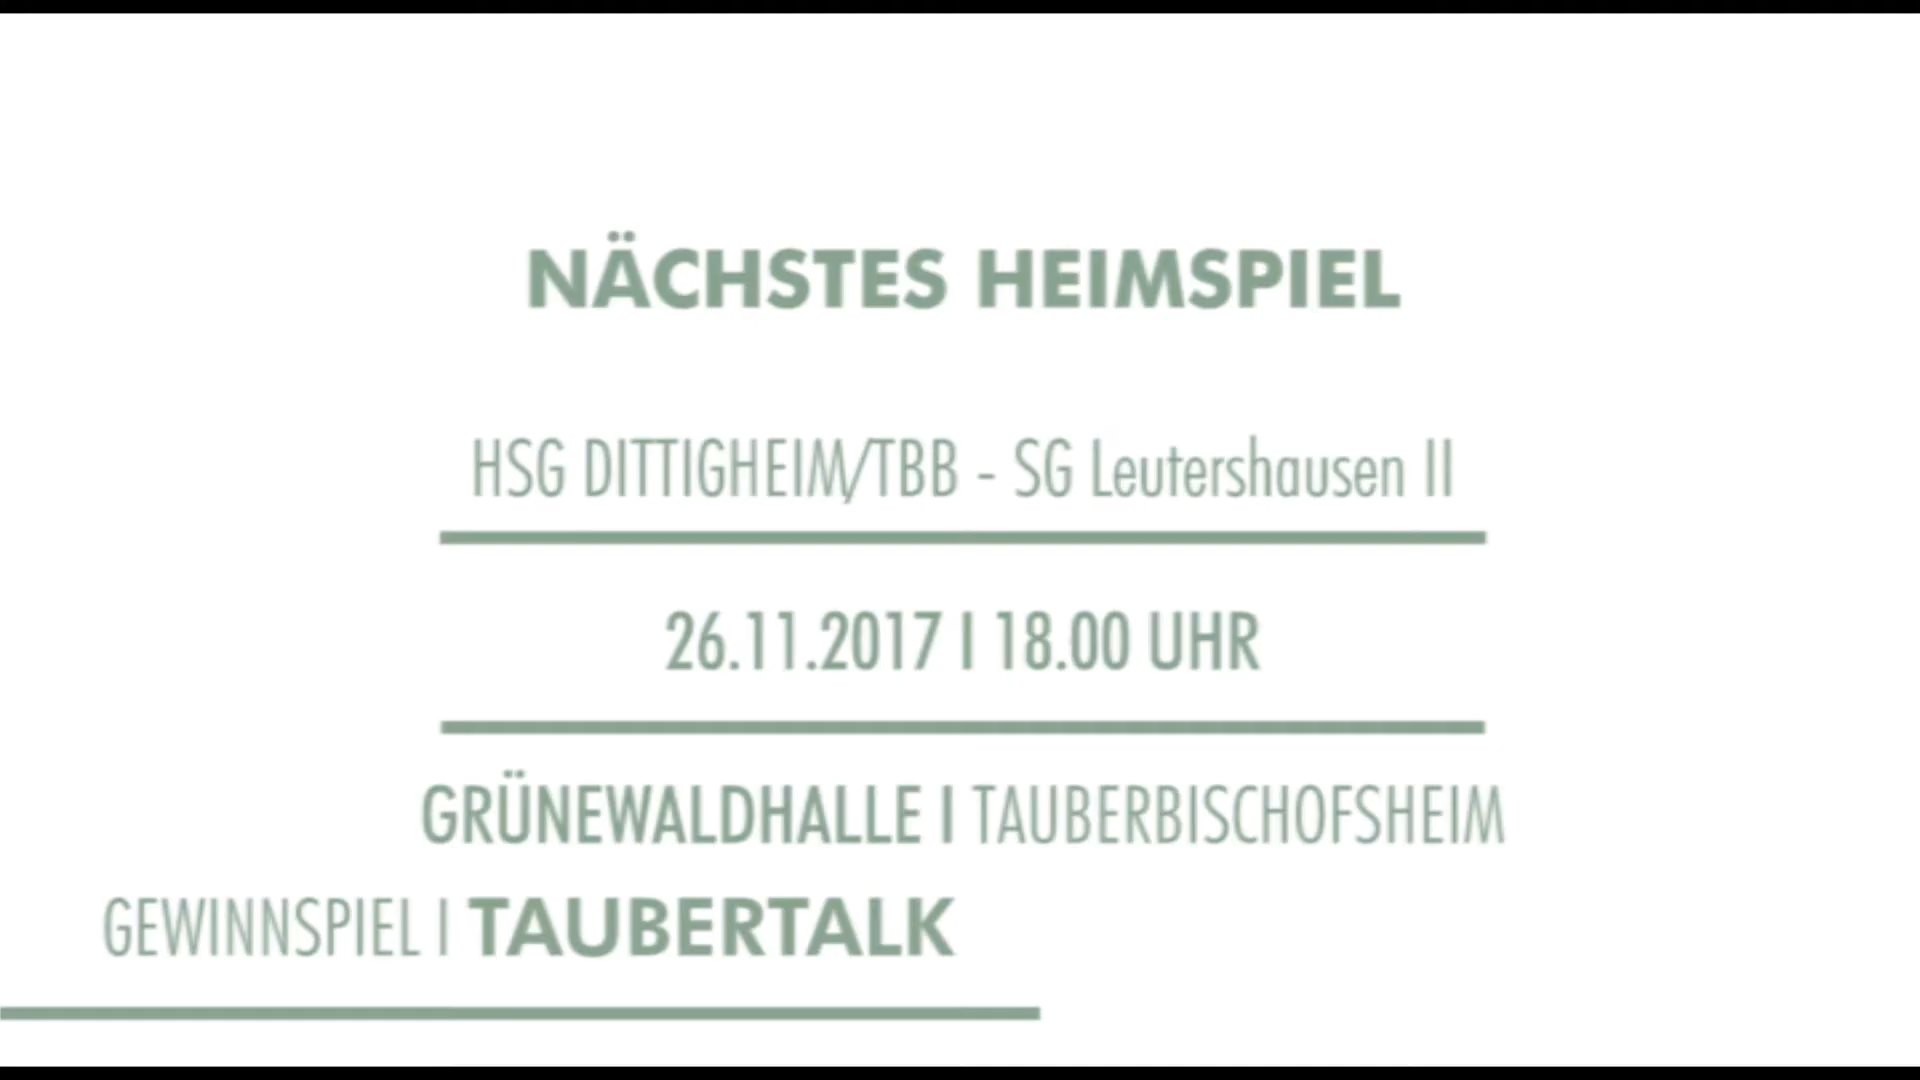 NÄCHSTES HEIMSPIEL
HSG DITTIGHEIM/TBB - SG Leutershausen II
26.11.2017 I 18.00 UHR
GRÜNEWALDHALLE I TAUBERBISCHOFSHEIM
GEWINNSPIEL I TAUBERTALK